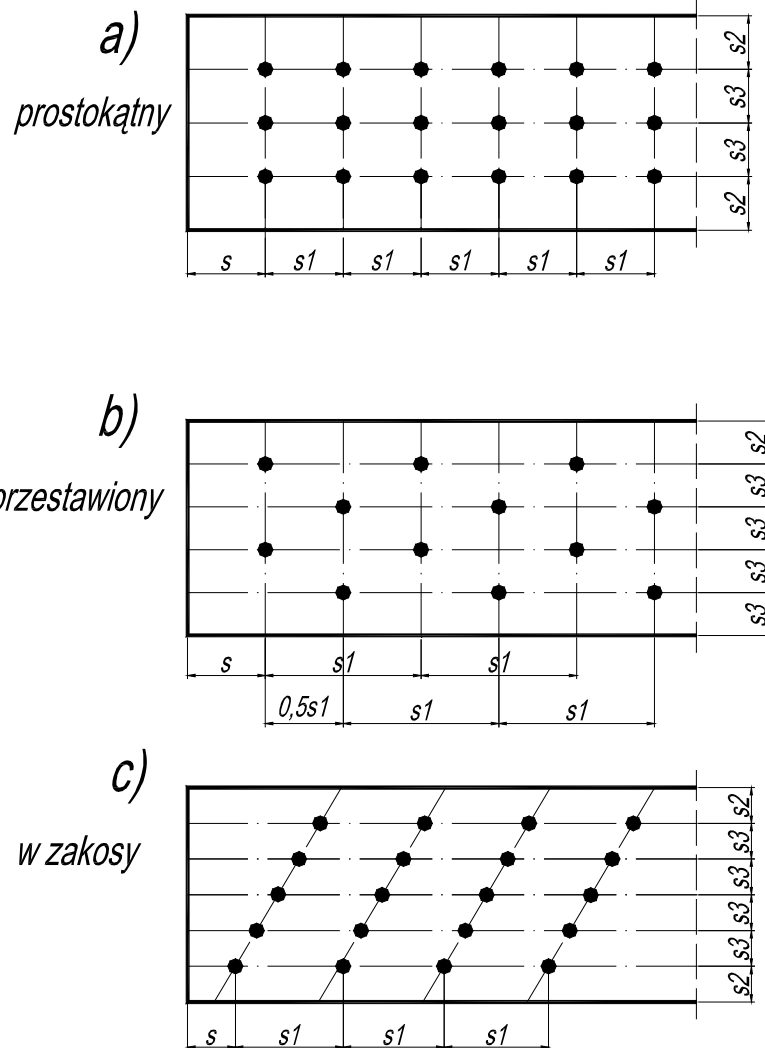 a)
prostokątny
s2
s3
s3
s2
s s1 s1 s1 s1 s1
b)
przestawiony
s2
s3
s3
s3
s3
s s1 s1
0,5s1 s1 s1
c)
w zakosy
s2
s3
s3
s3
s3
s2
s s1 s1 s1